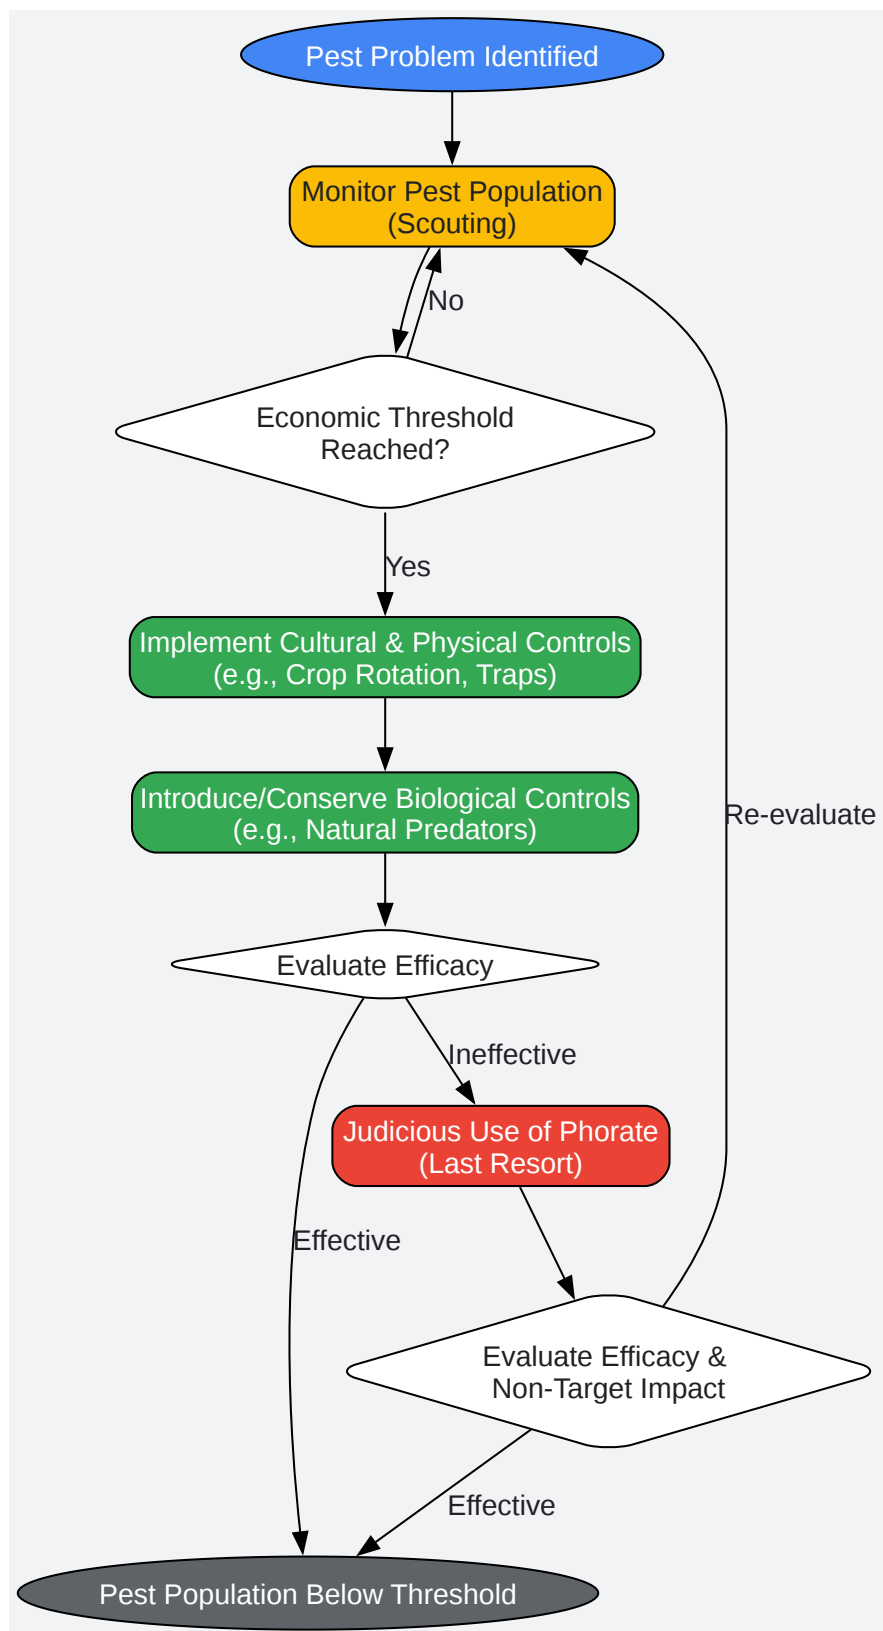 Pest Problem Identified
Monitor Pest Population
(Scouting)
No
Economic Threshold
Reached?
Yes
Implement Cultural & Physical Controls
(e.g., Crop Rotation, Traps)
Introduce/Conserve Biological Controls
(e.g., Natural Predators)
Re-evaluate
Evaluate Efficacy
Ineffective
Judicious Use of Phorate
(Last Resort)
Effective
Evaluate Efficacy &
Non-Target Impact
Effective
Pest Population Below Threshold